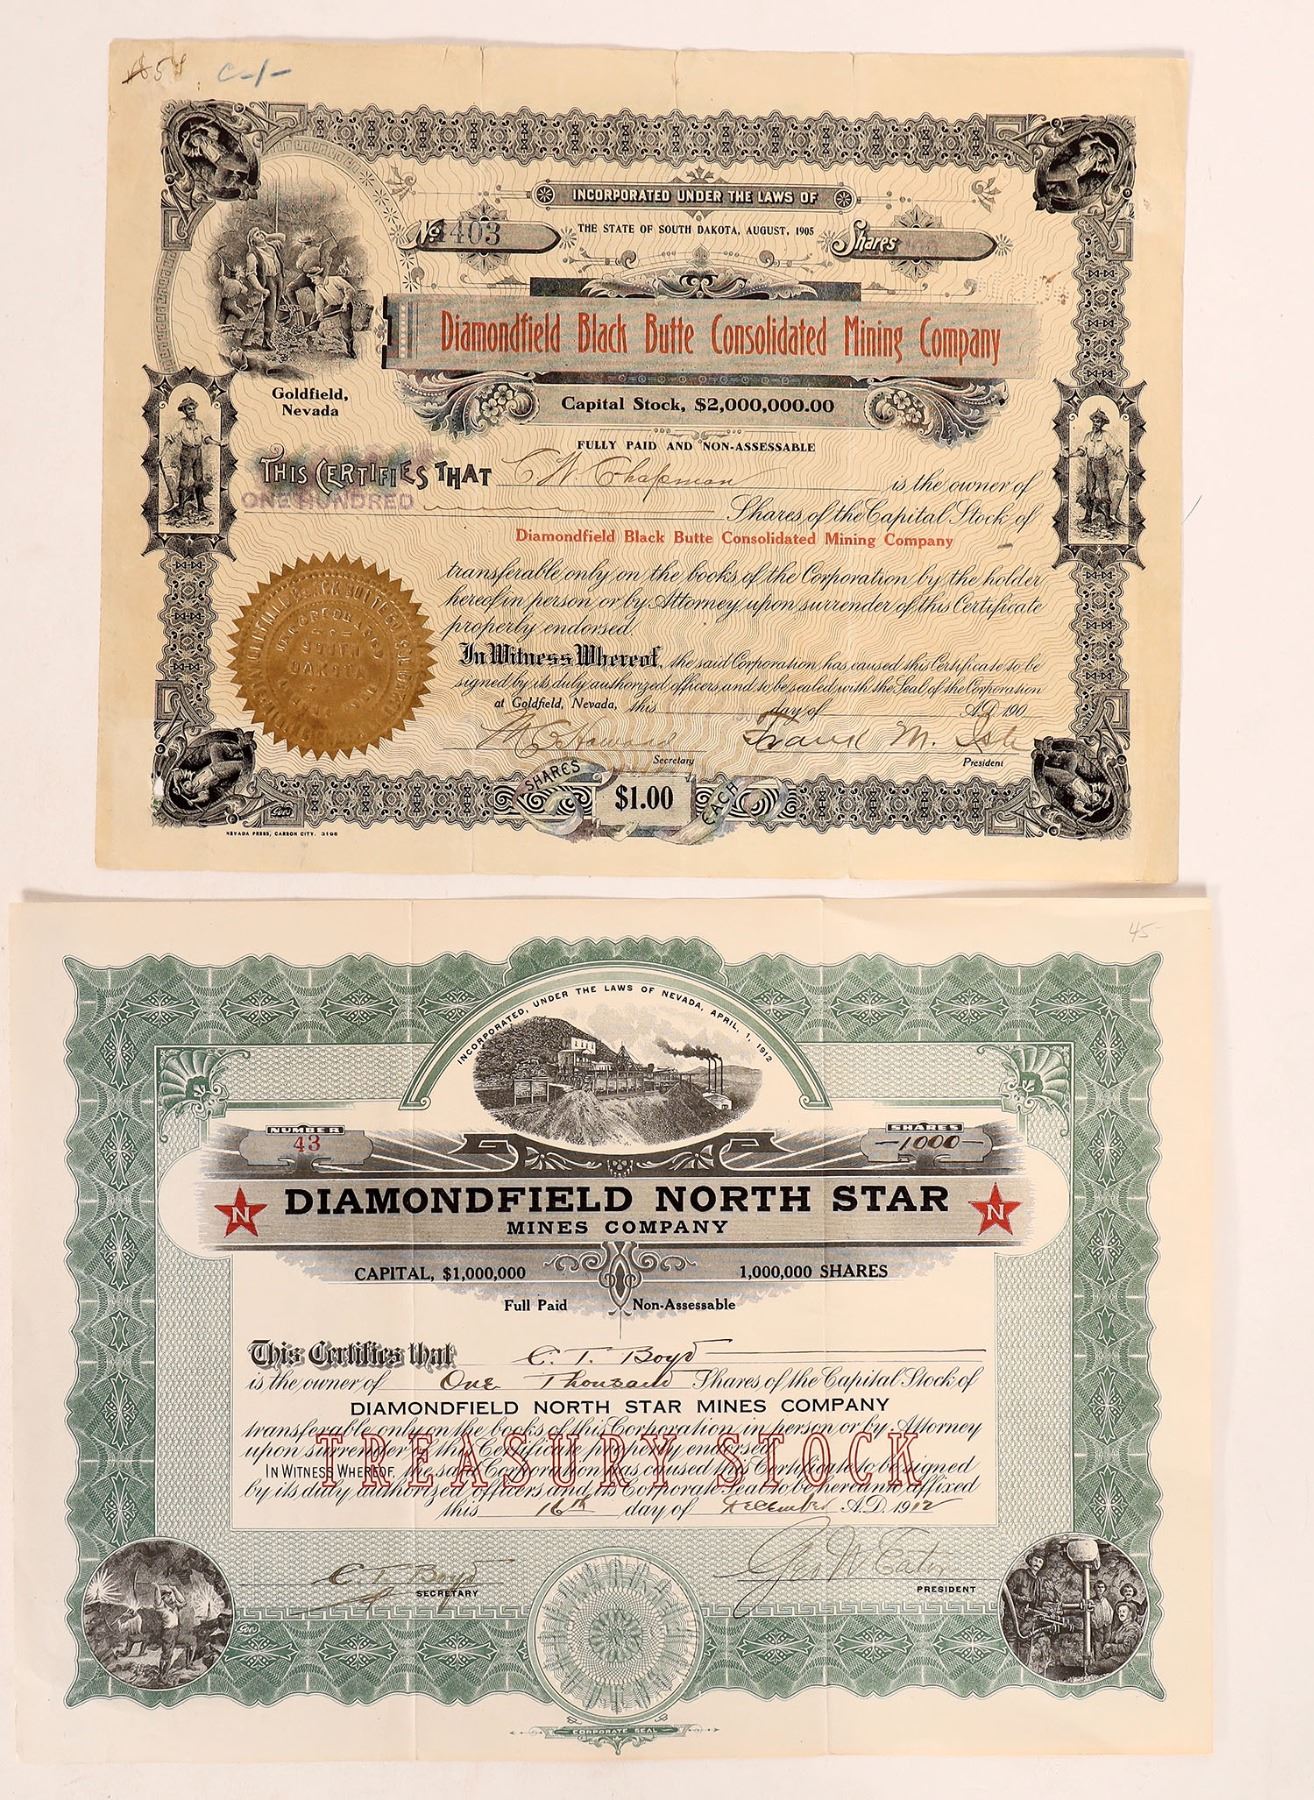 C-/-
INCORPORATED UNDER THE LAWS OF
THE STATE OF SOUTH DAKOTA, AUGUST, 1905
No. 4403
Shares
Diamondfield Black Butte Consolidated Mining Company
Goldfield,
Nevada
Capital Stock, $2,000,000.00
FULLY PAID AND NON-ASSESSABLE
THIS CERTIFIES THAT C W. Chapman is the owner of
ONE HUNDRED Shares of the Capital Stock of
Diamondfield Black Butte Consolidated Mining Company
transferable only on the books of the Corporation by the holder
hereof in person or by Attorney upon surrender of this Certificate
properly endorsed.
In Witness Whereof, the said Corporation has caused this Certificate to be
signed by its duly authorized officers and to be sealed with the Seal of the Corporation
at Goldfield, Nevada, this day of A.D. 190
Howard Frank M.
Secretary
President
SHARES $1.00 EACH
NEVADA PRESS, CARSON CITY. 3196
45-
INCORPORATED, UNDER THE LAWS OF NEVADA, APRIL, 1, 1912
NUMBER
43
SHARES
-1000-
N DIAMONDFIELD NORTH STAR N
MINES COMPANY
CAPITAL, $1,000,000 1,000,000 SHARES
Full Paid Non-Assessable
This Certifies that C. T. Boyd
is the owner of One Thousand Shares of the Capital Stock of
DIAMONDFIELD NORTH STAR MINES COMPANY
transferable only on the books of this Corporation in person or by Attorney
upon surrender of this Certificate properly endorsed.
TREASURY STOCK
IN WITNESS WHEREOF, the said Corporation has caused this Certificate to be signed
by its duly authorized officers and its Corporate Seal to be hereunto affixed
this 16th day of December A.D. 1912
C. T. Boyd
SECRETARY
PRESIDENT
CORPORATE SEAL